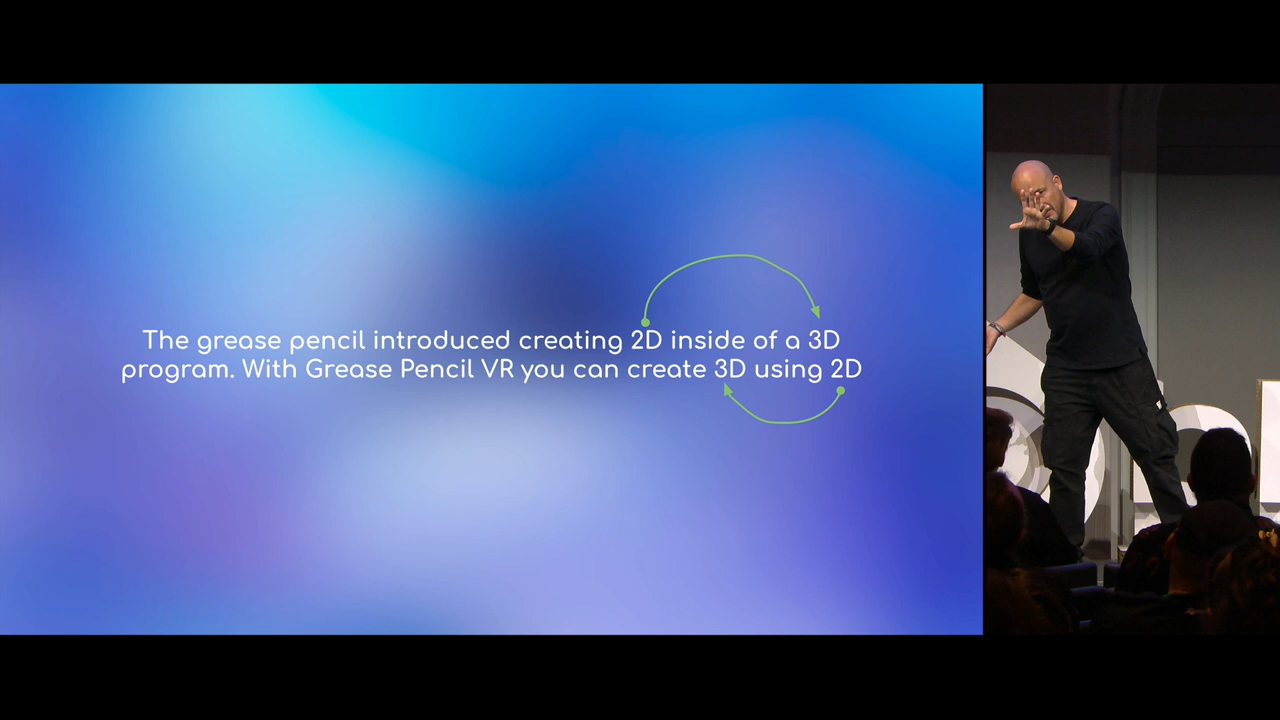 The grease pencil introduced creating 2D inside of a 3D
program. With Grease Pencil VR you can create 3D using 2D